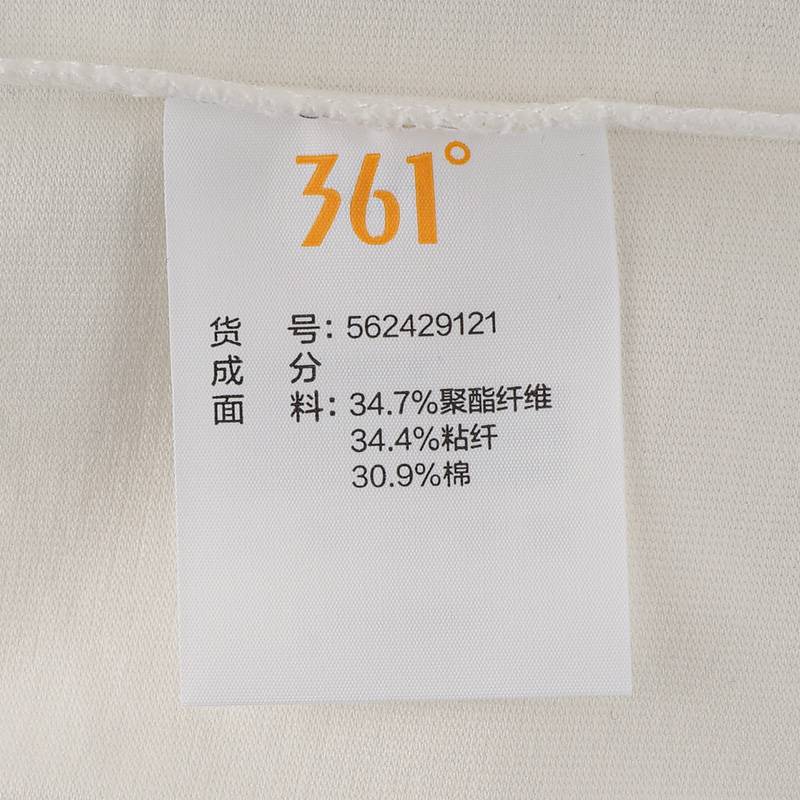 361°
货 号：562429121
成 分
面 料：34.7%聚酯纤维
34.4%粘纤
30.9%棉